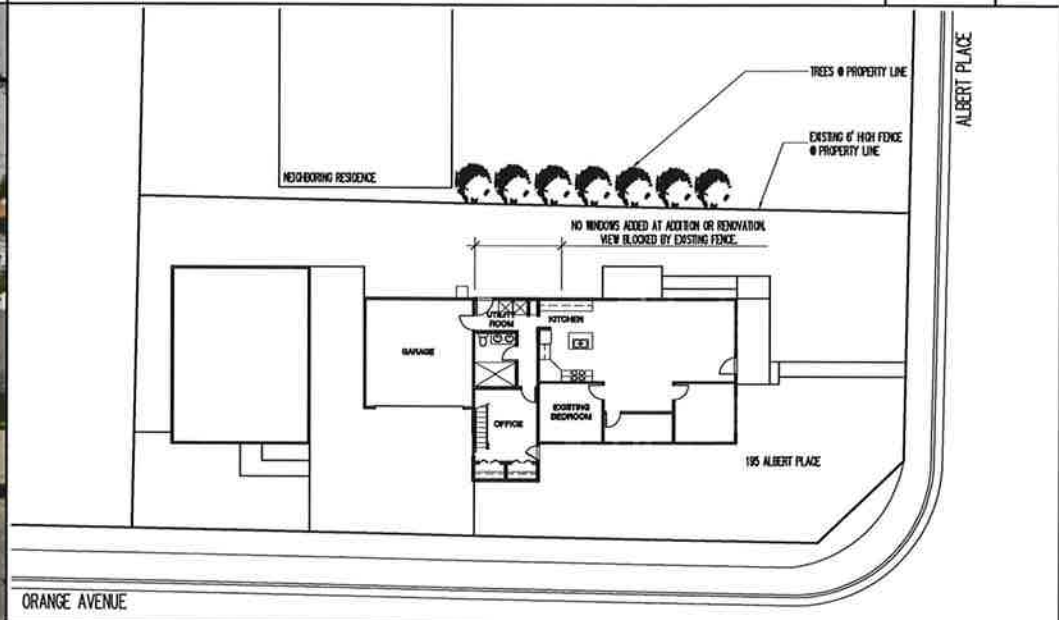 ALBERT PLACE
TREES @ PROPERTY LINE
EXISTING 6' HIGH FENCE
@ PROPERTY LINE
NEIGHBORING RESIDENCE
NO WINDOWS ADDED AT ADDITION OR RENOVATION.
VIEW BLOCKED BY EXISTING FENCE.
UTILITY
ROOM
KITCHEN
GARAGE
EXISTING
BEDROOM
OFFICE
195 ALBERT PLACE
ORANGE AVENUE